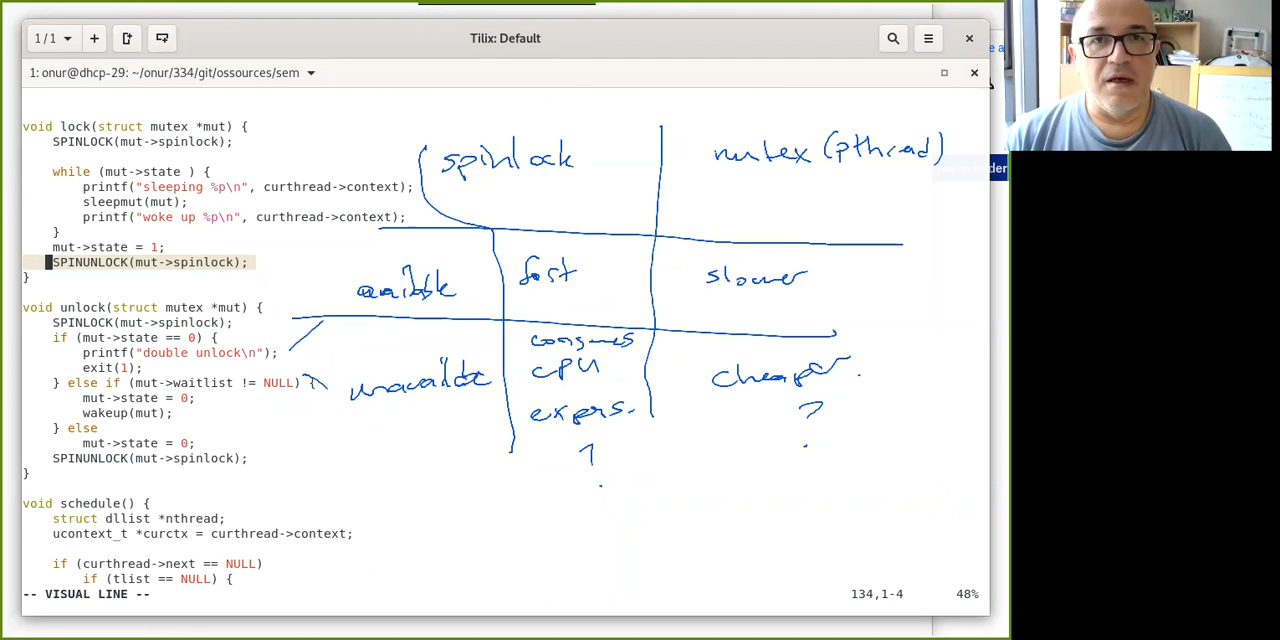 1 / 1
Tilix: Default
1: onur@dhcp-29: ~/onur/334/git/ossources/sem
void lock(struct mutex *mut) {
SPINLOCK(mut->spinlock);
while (mut->state ) {
printf("sleeping %p\n", curthread->context);
sleepmut(mut);
printf("woke up %p\n", curthread->context);
}
mut->state = 1;
SPINUNLOCK(mut->spinlock);
}
void unlock(struct mutex *mut) {
SPINLOCK(mut->spinlock);
if (mut->state == 0) {
printf("double unlock\n");
exit(1);
} else if (mut->waitlist != NULL) {
mut->state = 0;
wakeup(mut);
} else
mut->state = 0;
SPINUNLOCK(mut->spinlock);
}
void schedule() {
struct dllist *nthread;
ucontext_t *curctx = curthread->context;
if (curthread->next == NULL)
if (tlist == NULL) {
-- VISUAL LINE --
134,1-4
48%
spinlock
mutex (pthread)
available
fast
slower
unavailable
consumes
CPU
cheaper
?
?